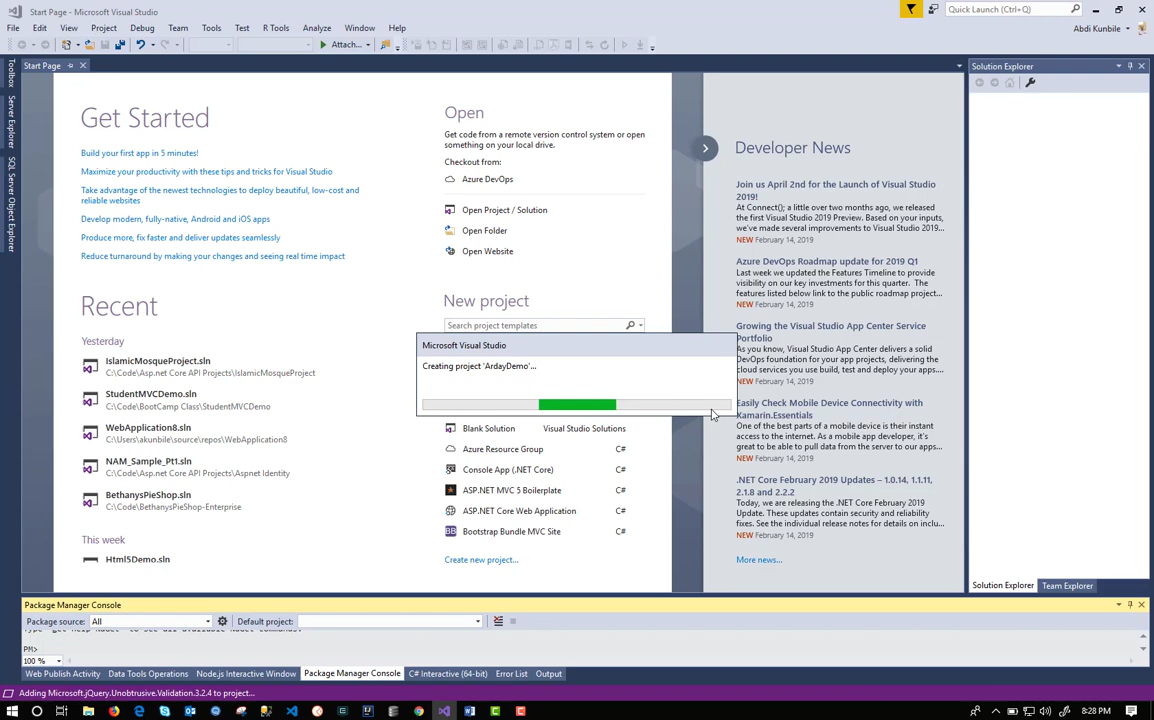 Start Page - Microsoft Visual Studio
Quick Launch (Ctrl+Q)
File Edit View Project Debug Team Tools Test R Tools Analyze Window Help
Abdi Kunbile
Attach...
Start Page
Solution Explorer
Toolbox
Server Explorer
SQL Server Object Explorer
Get Started
Build your first app in 5 minutes!
Maximize your productivity with these tips and tricks for Visual Studio
Take advantage of the newest technologies to deploy beautiful, low-cost and
reliable websites
Develop modern, fully-native, Android and iOS apps
Produce more, fix faster and deliver updates seamlessly
Reduce turnaround by making your changes and seeing real time impact
Recent
Yesterday
IslamicMosqueProject.sln
C:\Code\Asp.net Core API Projects\IslamicMosqueProject
StudentMVCDemo.sln
C:\Code\BootCamp Class\StudentMVCDemo
WebApplication8.sln
C:\Users\akunbile\source\repos\WebApplication8
NAM_Sample_Pt1.sln
C:\Code\Asp.net Core API Projects\Aspnet Identity
BethanysPieShop.sln
C:\Code\BethanysPieShop-Enterprise
This week
Html5Demo.sln
Open
Get code from a remote version control system or open
something on your local drive.
Checkout from:
Azure DevOps
Open Project / Solution
Open Folder
Open Website
New project
Search project templates
Microsoft Visual Studio
Creating project 'ArdayDemo'...
Blank Solution Visual Studio Solutions
Azure Resource Group C#
Console App (.NET Core) C#
ASP.NET MVC 5 Boilerplate C#
ASP.NET Core Web Application C#
BB Bootstrap Bundle MVC Site C#
Create new project...
Developer News
Join us April 2nd for the Launch of Visual Studio
2019!
At Connect(); a little over two months ago, we released
the first Visual Studio 2019 Preview. Based on your inputs,
we've made several improvements to Visual Studio 2019...
NEW February 14, 2019
Azure DevOps Roadmap update for 2019 Q1
Last week we updated the Features Timeline to provide
visibility on our key investments for this quarter. The
features listed below link to the public roadmap project...
NEW February 14, 2019
Growing the Visual Studio App Center Service
Portfolio
As you know, Visual Studio App Center delivers a solid
DevOps foundation for your app projects, with detailed
cloud services you use to build, test and deploy your apps...
NEW February 14, 2019
Easily Check Mobile Device Connectivity with
Xamarin.Essentials
One of the best parts of a mobile device is their instant
access to the internet. As a mobile app developer, it's
great to be able to pull data from the server to our apps...
NEW February 14, 2019
.NET Core February 2019 Updates – 1.0.14, 1.1.11,
2.1.8 and 2.2.2
Today, we are releasing the .NET Core February 2019
Update. These updates contain security and reliability
fixes. See the individual release notes for details on inclu...
NEW February 14, 2019
More news...
Solution Explorer Team Explorer
Package Manager Console
Package source: All Default project:
PM>
100 %
Web Publish Activity Data Tools Operations Node.js Interactive Window Package Manager Console C# Interactive (64-bit) Error List Output
Adding Microsoft.jQuery.Unobtrusive.Validation.3.2.4 to project...
8:28 PM